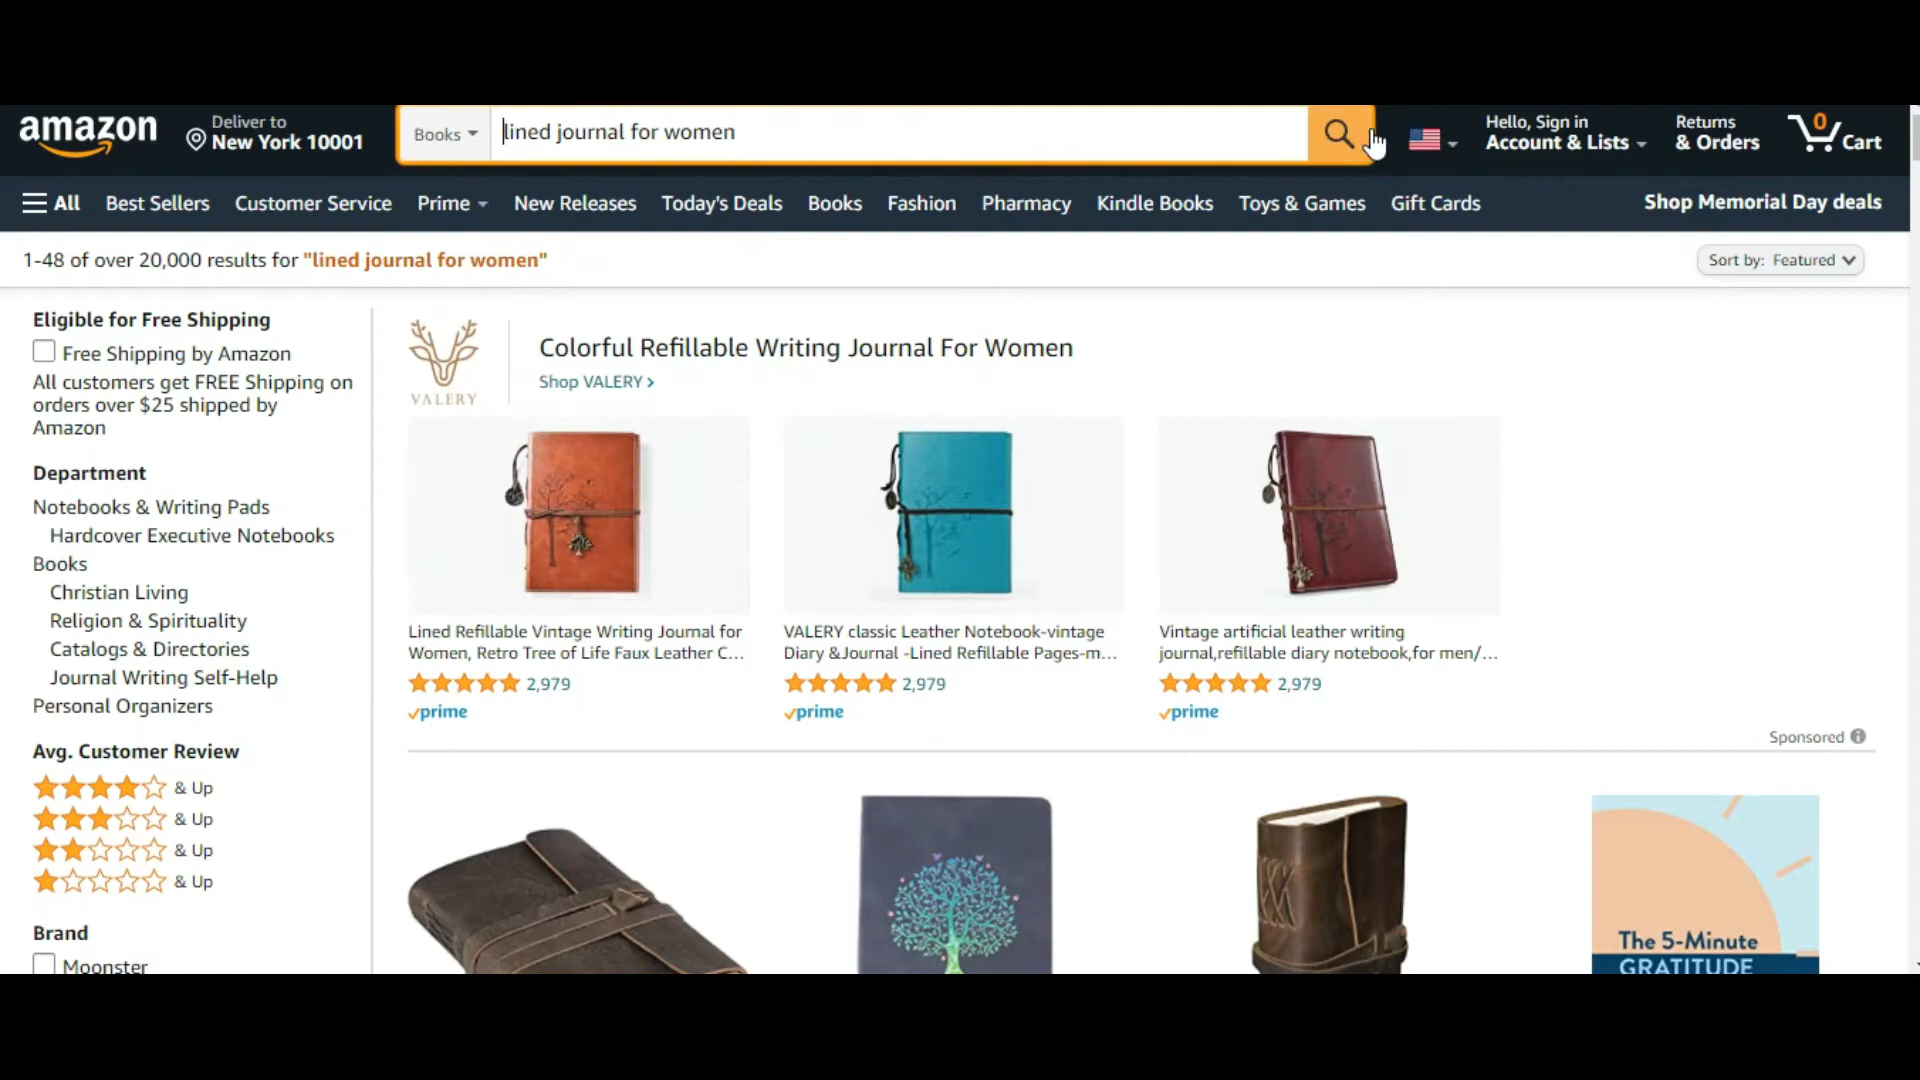 amazon
Deliver to
New York 10001
Books
lined journal for women
Hello, Sign in
Account & Lists
Returns
& Orders
0
Cart
All
Best Sellers
Customer Service
Prime
New Releases
Today's Deals
Books
Fashion
Pharmacy
Kindle Books
Toys & Games
Gift Cards
Shop Memorial Day deals
1-48 of over 20,000 results for "lined journal for women"
Sort by: Featured
Eligible for Free Shipping
Free Shipping by Amazon
All customers get FREE Shipping on
orders over $25 shipped by
Amazon
Department
Notebooks & Writing Pads
Hardcover Executive Notebooks
Books
Christian Living
Religion & Spirituality
Catalogs & Directories
Journal Writing Self-Help
Personal Organizers
Avg. Customer Review
& Up
& Up
& Up
& Up
Brand
Moonster
VALERY
Colorful Refillable Writing Journal For Women
Shop VALERY ›
Lined Refillable Vintage Writing Journal for
Women, Retro Tree of Life Faux Leather C...
2,979
prime
VALERY classic Leather Notebook-vintage
Diary &Journal -Lined Refillable Pages-m...
2,979
prime
Vintage artificial leather writing
journal,refillable diary notebook,for men/...
2,979
prime
Sponsored
The 5-Minute
GRATITUDE